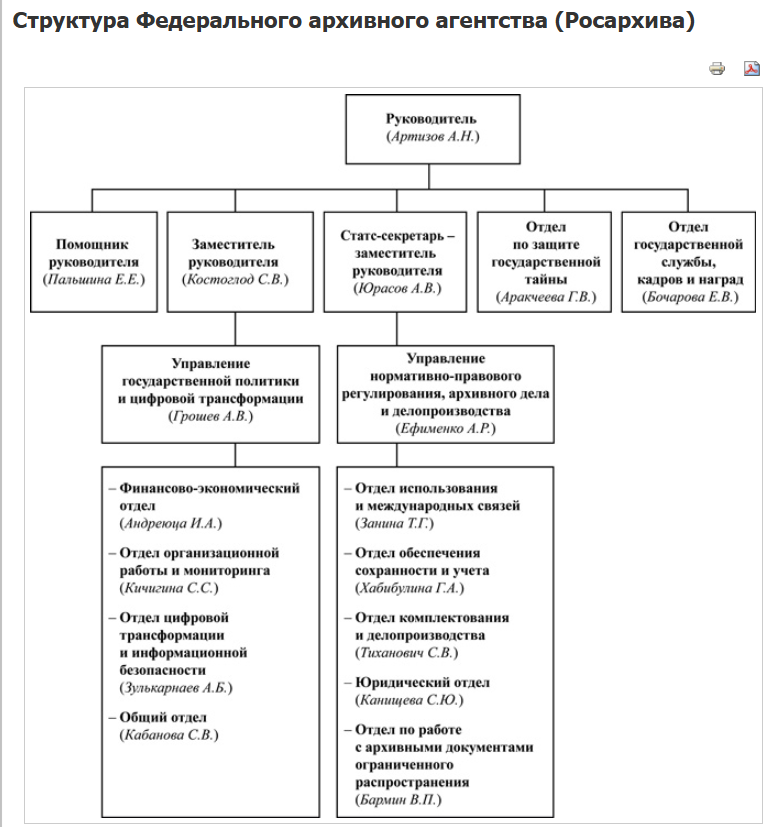 Структура Федерального архивного агентства (Росархива)
Руководитель
(Артизов А.Н.)
Помощник
руководителя
(Пальшина Е.Е.)
Заместитель
руководителя
(Костоглод С.В.)
Статс-секретарь –
заместитель
руководителя
(Юрасов А.В.)
Отдел
по защите
государственной
тайны
(Аракчеева Г.В.)
Отдел
государственной
службы,
кадров и наград
(Бочарова Е.В.)
Управление
государственной политики
и цифровой трансформации
(Грошев А.В.)
Управление
нормативно-правового
регулирования, архивного дела
и делопроизводства
(Ефименко А.Р.)
– Финансово-экономический
отдел
(Андреюца И.А.)
– Отдел организационной
работы и мониторинга
(Кичигина С.С.)
– Отдел цифровой
трансформации
и информационной
безопасности
(Зулькарнаев А.Б.)
– Общий отдел
(Кабанова С.В.)
– Отдел использования
и международных связей
(Занина Т.Г.)
– Отдел обеспечения
сохранности и учета
(Хабибулина Г.А.)
– Отдел комплектования
и делопроизводства
(Тиханович С.В.)
– Юридический отдел
(Канищева С.Ю.)
– Отдел по работе
с архивными документами
ограниченного
распространения
(Бармин В.П.)